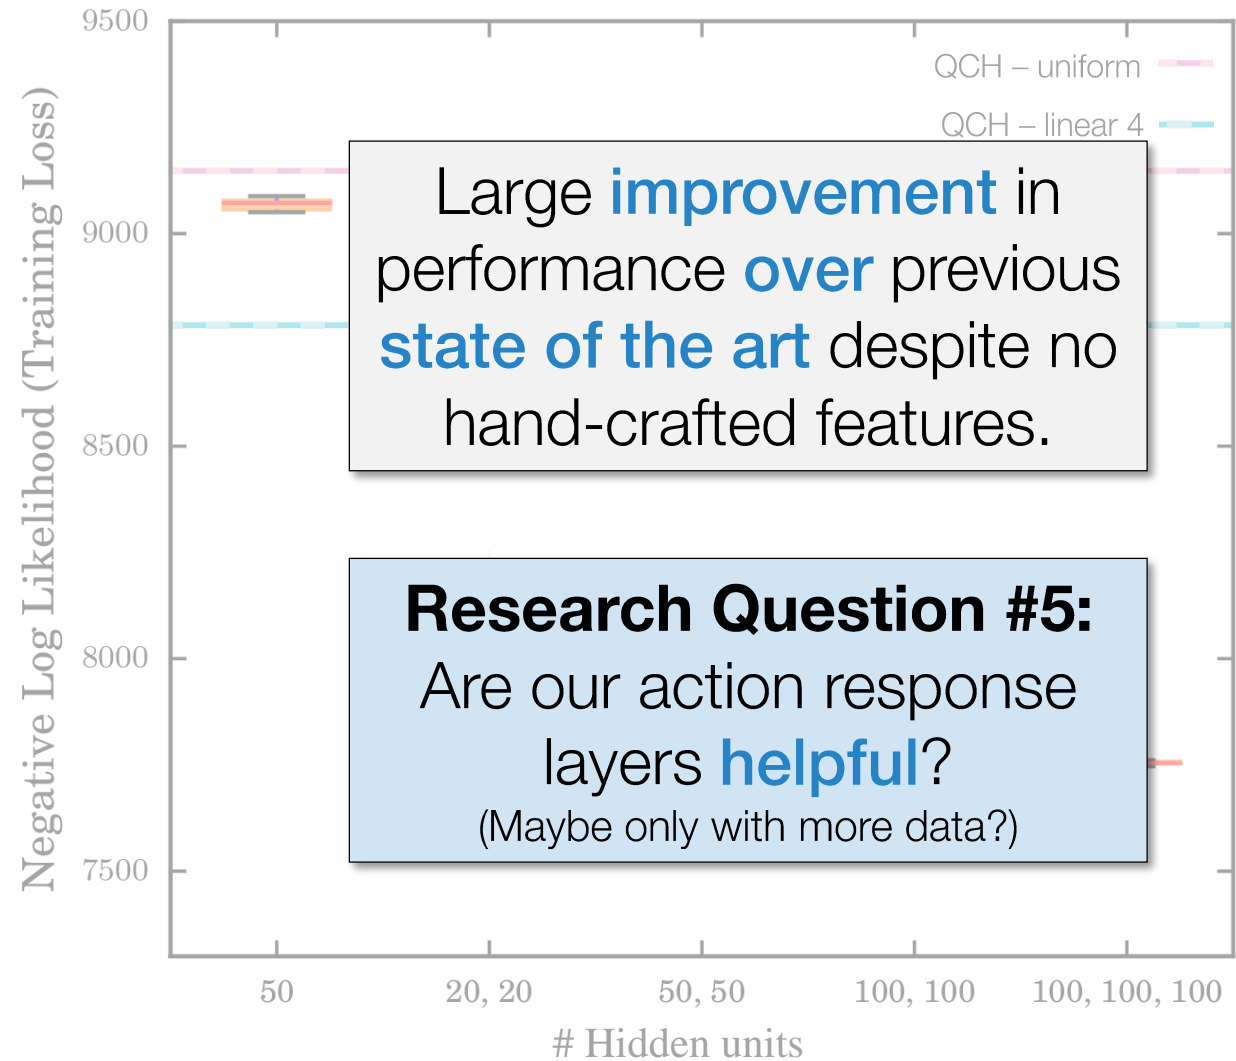 9500
9000
8500
8000
7500
Negative Log Likelihood (Training Loss)
QCH – uniform
QCH – linear 4
Large improvement in
performance over previous
state of the art despite no
hand-crafted features.
Research Question #5:
Are our action response
layers helpful?
(Maybe only with more data?)
50
20, 20
50, 50
100, 100
100, 100, 100
# Hidden units